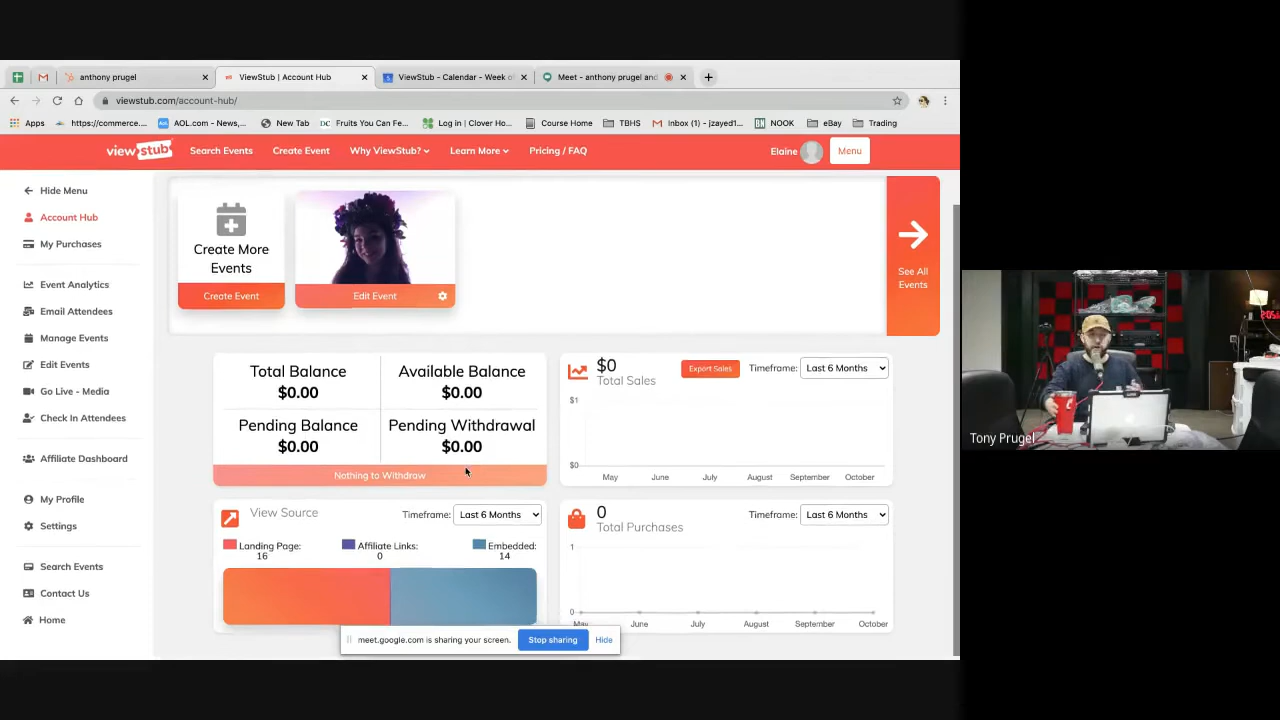 anthony prugel
ViewStub | Account Hub
ViewStub - Calendar - Week o
Meet - anthony prugel and
viewstub.com/account-hub/
Apps
https://commerce....
AOL.com - News,...
New Tab
Fruits You Can Fe...
Log in | Clover Ho...
Course Home
TBHS
Inbox (1) - jzayed1...
NOOK
eBay
Trading
view stub
Search Events
Create Event
Why ViewStub?
Learn More
Pricing / FAQ
Elaine
Menu
Hide Menu
Account Hub
My Purchases
Event Analytics
Email Attendees
Manage Events
Edit Events
Go Live - Media
Check In Attendees
Affiliate Dashboard
My Profile
Settings
Search Events
Contact Us
Home
Create More
Events
Create Event
Edit Event
See All
Events
Total Balance
$0.00
Available Balance
$0.00
Pending Balance
$0.00
Pending Withdrawal
$0.00
Nothing to Withdraw
$0
Total Sales
Export Sales
Timeframe:
Last 6 Months
$1
$0
May June July August September October
View Source
Timeframe:
Last 6 Months
Landing Page:
16
Affiliate Links:
0
Embedded:
14
0
Total Purchases
Timeframe:
Last 6 Months
1
0
May June July August September October
meet.google.com is sharing your screen.
Stop sharing
Hide
Tony Prugel